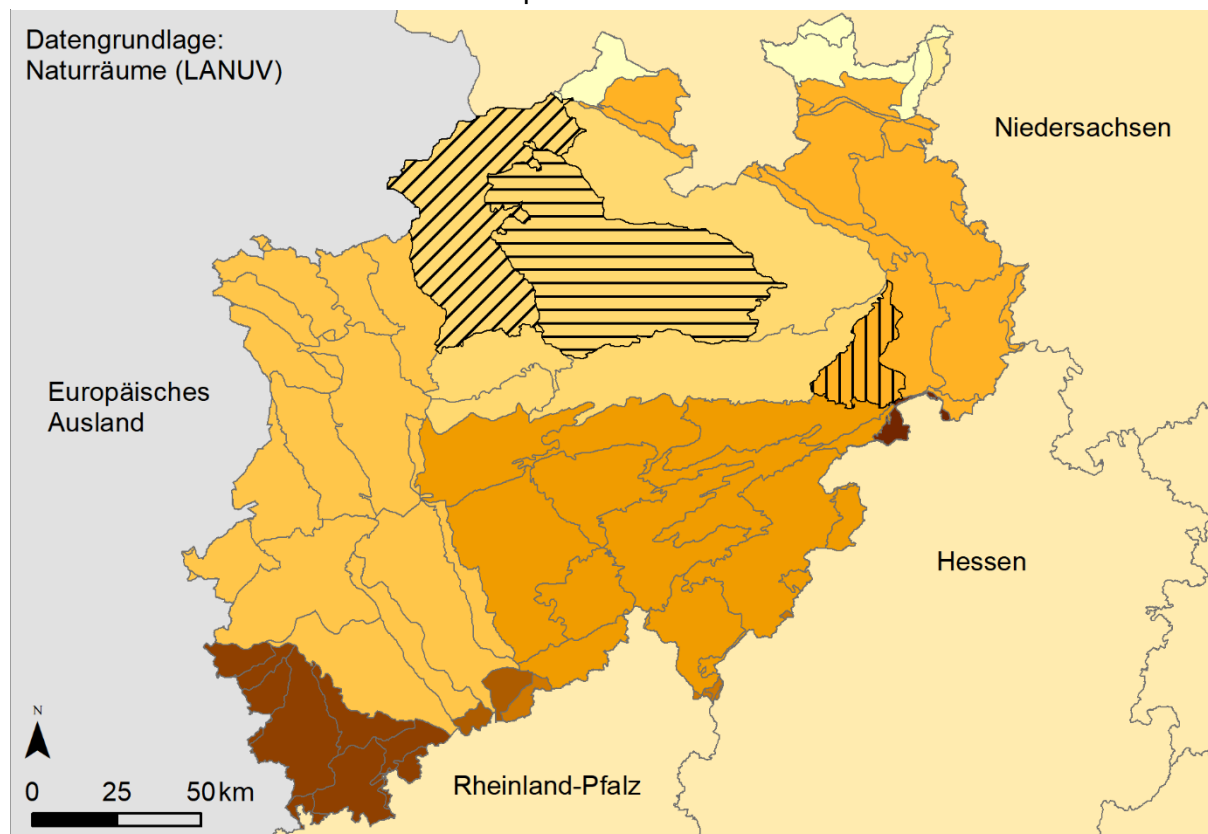 Datengrundlage:
Naturräume (LANUV)
Niedersachsen
Europäisches
Ausland
Hessen
N
Rheinland-Pfalz
0 25 50 km